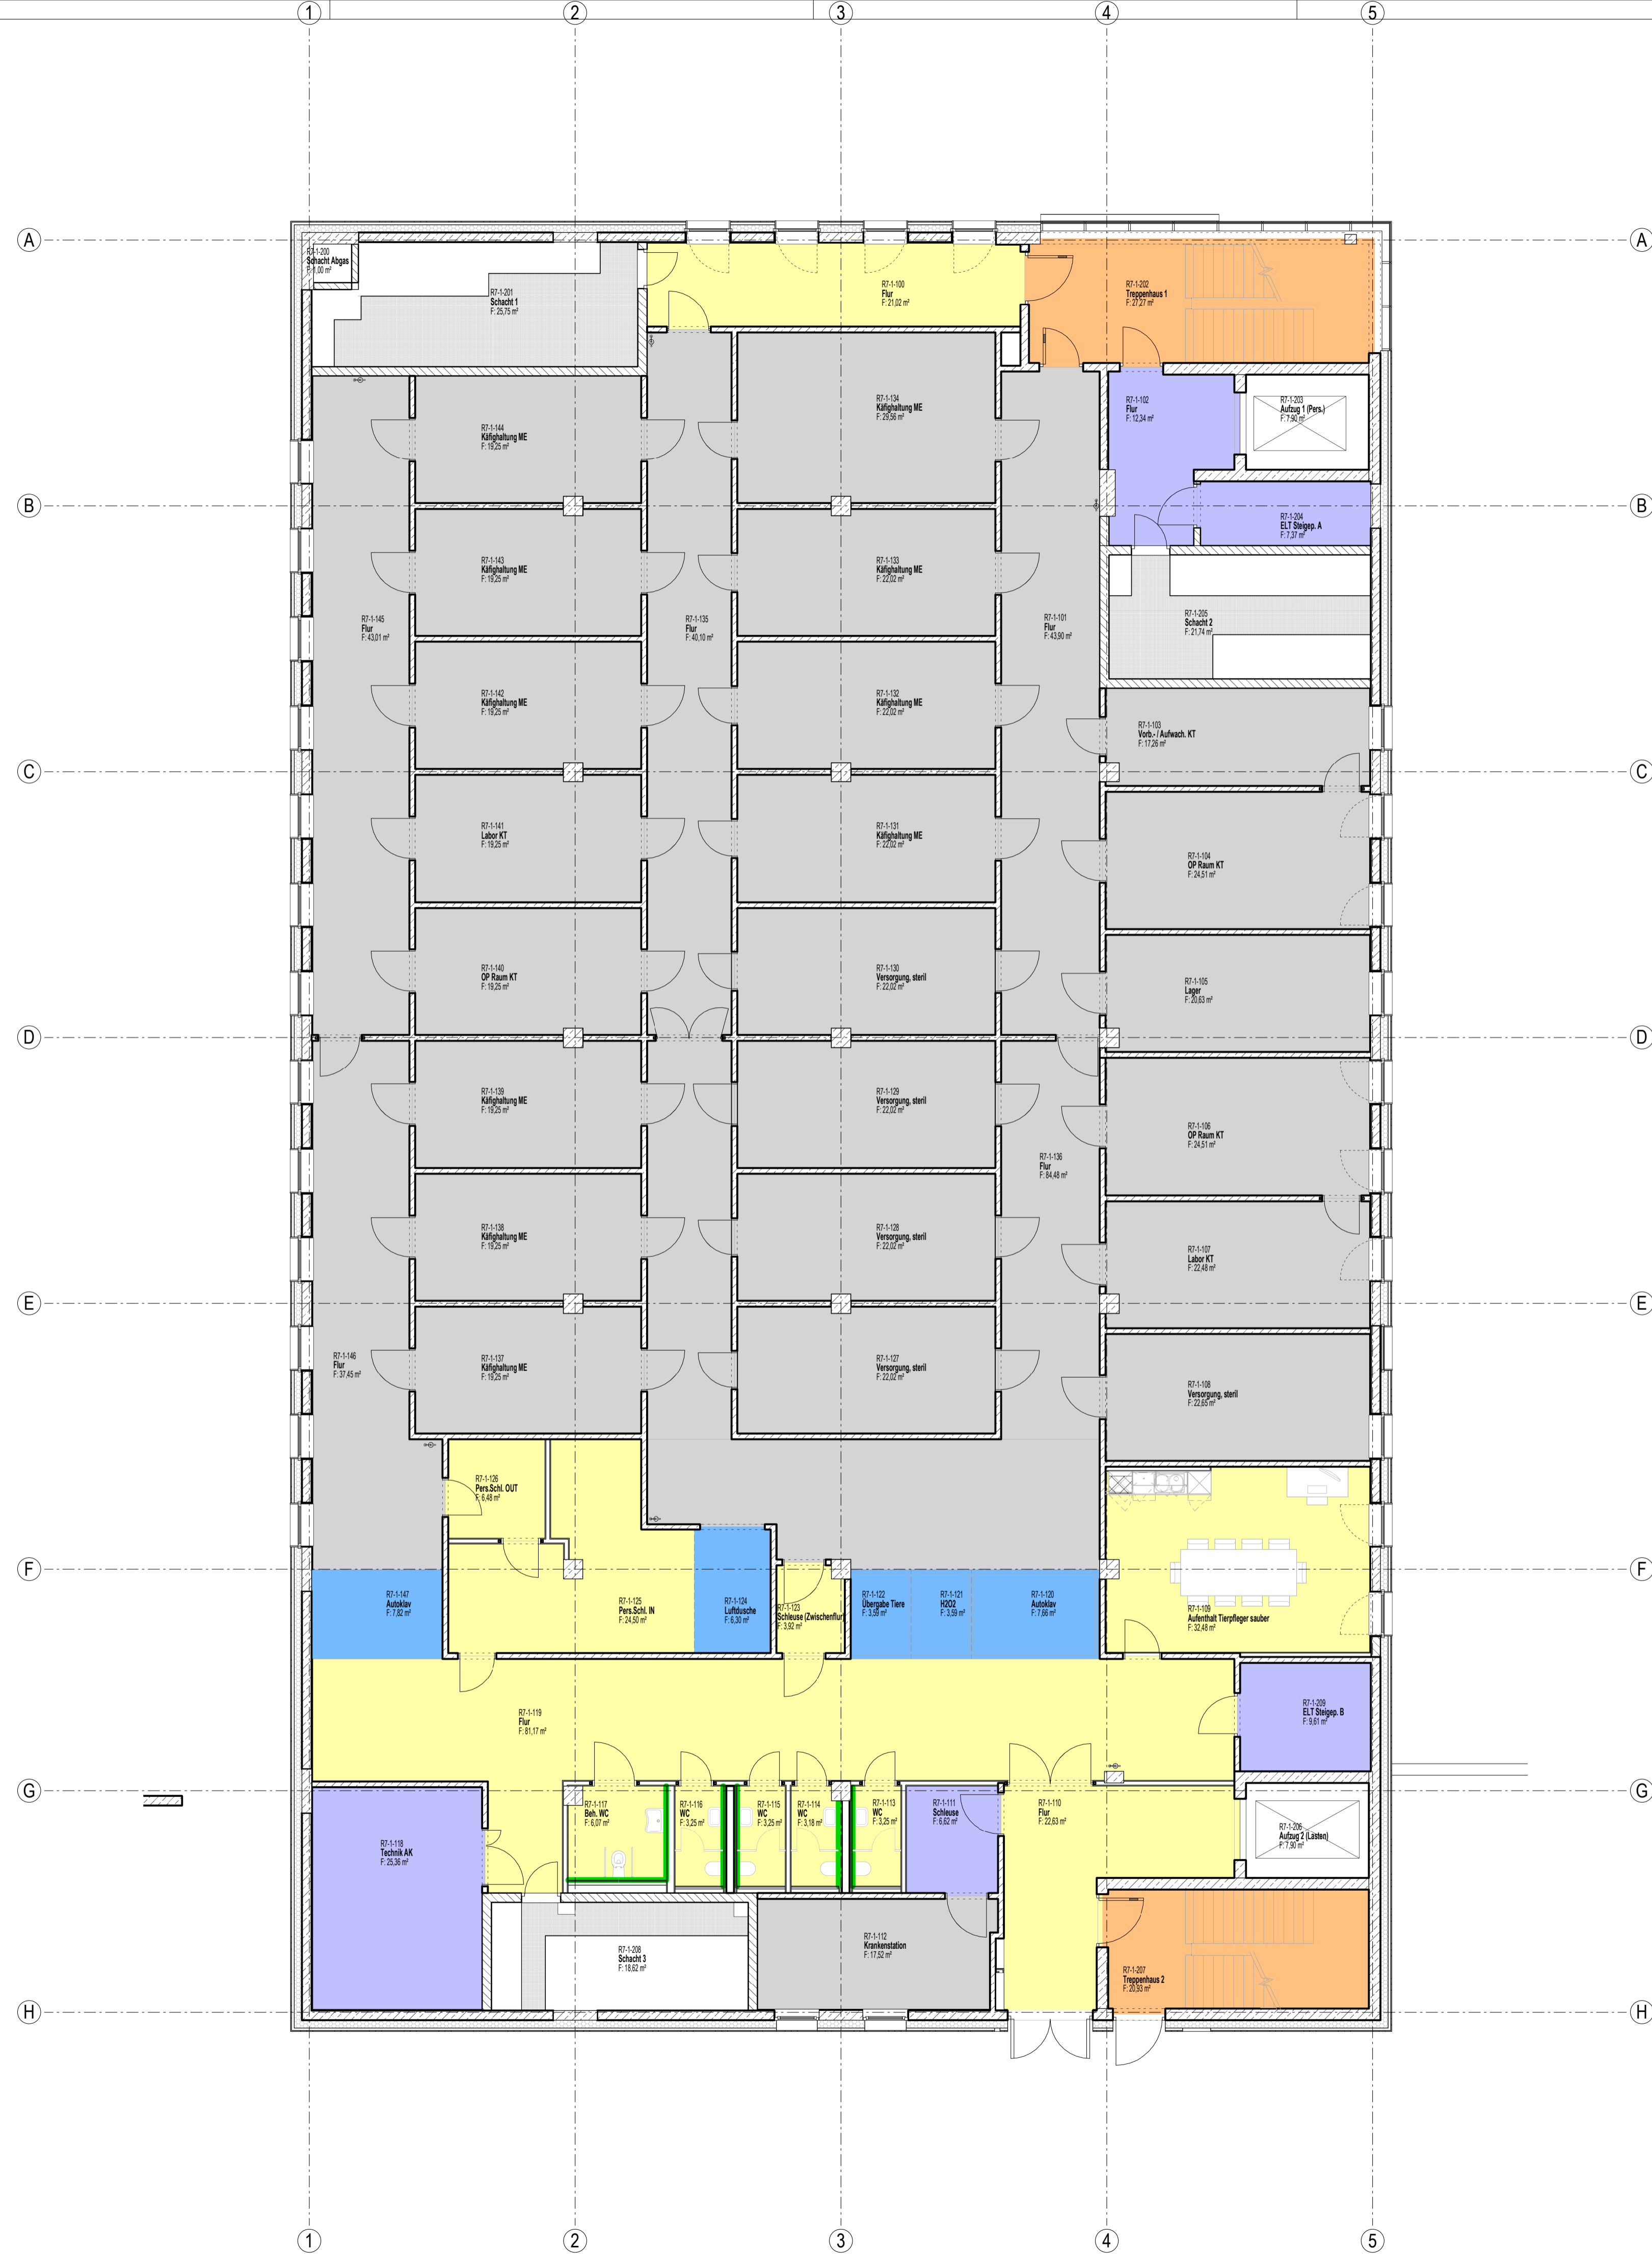 1 2 3 4 5
A A
R7-1-200
Schacht Abgas
F: 1,00 m²
R7-1-201
Schacht 1
F: 25,75 m²
R7-1-100
Flur
F: 21,02 m²
R7-1-202
Treppenhaus 1
F: 27,27 m²
R7-1-144
Käfighaltung ME
F: 19,25 m²
R7-1-134
Käfighaltung ME
F: 29,56 m²
R7-1-102
Flur
F: 12,34 m²
R7-1-203
Aufzug 1 (Pers.)
F: 7,90 m²
B B
R7-1-204
ELT Steigep. A
F: 7,37 m²
R7-1-143
Käfighaltung ME
F: 19,25 m²
R7-1-133
Käfighaltung ME
F: 22,02 m²
R7-1-145
Flur
F: 43,01 m²
R7-1-135
Flur
F: 40,10 m²
R7-1-101
Flur
F: 43,90 m²
R7-1-205
Schacht 2
F: 21,74 m²
R7-1-142
Käfighaltung ME
F: 19,25 m²
R7-1-132
Käfighaltung ME
F: 22,02 m²
R7-1-103
Vorb.- / Aufwach. KT
F: 17,26 m²
C C
R7-1-141
Labor KT
F: 19,25 m²
R7-1-131
Käfighaltung ME
F: 22,02 m²
R7-1-104
OP Raum KT
F: 24,51 m²
R7-1-140
OP Raum KT
F: 19,25 m²
R7-1-130
Versorgung, steril
F: 22,02 m²
R7-1-105
Lager
F: 20,63 m²
D D
R7-1-139
Käfighaltung ME
F: 19,25 m²
R7-1-129
Versorgung, steril
F: 22,02 m²
R7-1-106
OP Raum KT
F: 24,51 m²
R7-1-136
Flur
F: 84,48 m²
R7-1-138
Käfighaltung ME
F: 19,25 m²
R7-1-128
Versorgung, steril
F: 22,02 m²
R7-1-107
Labor KT
F: 22,48 m²
E E
R7-1-146
Flur
F: 37,45 m²
R7-1-137
Käfighaltung ME
F: 19,25 m²
R7-1-127
Versorgung, steril
F: 22,02 m²
R7-1-108
Versorgung, steril
F: 22,65 m²
R7-1-126
Pers.Schl. OUT
F: 6,48 m²
F F
R7-1-147
Autoklav
F: 7,82 m²
R7-1-125
Pers.Schl. IN
F: 24,50 m²
R7-1-124
Luftdusche
F: 6,30 m²
R7-1-123
Schleuse (Zwischenflur)
F: 3,92 m²
R7-1-122
Übergabe Tiere
F: 3,59 m²
R7-1-121
H2O2
F: 3,59 m²
R7-1-120
Autoklav
F: 7,66 m²
R7-1-109
Aufenthalt Tierpfleger sauber
F: 32,48 m²
R7-1-119
Flur
F: 81,17 m²
R7-1-209
ELT Steigep. B
F: 9,61 m²
G G
R7-1-117
Beh. WC
F: 6,07 m²
R7-1-116
WC
F: 3,25 m²
R7-1-115
WC
F: 3,25 m²
R7-1-114
WC
F: 3,18 m²
R7-1-113
WC
F: 3,25 m²
R7-1-111
Schleuse
F: 6,62 m²
R7-1-110
Flur
F: 22,63 m²
R7-1-206
Aufzug 2 (Lasten)
F: 7,90 m²
R7-1-118
Technik AK
F: 25,36 m²
R7-1-208
Schacht 3
F: 18,62 m²
R7-1-112
Krankenstation
F: 17,52 m²
R7-1-207
Treppenhaus 2
F: 20,93 m²
H H
1 2 3 4 5